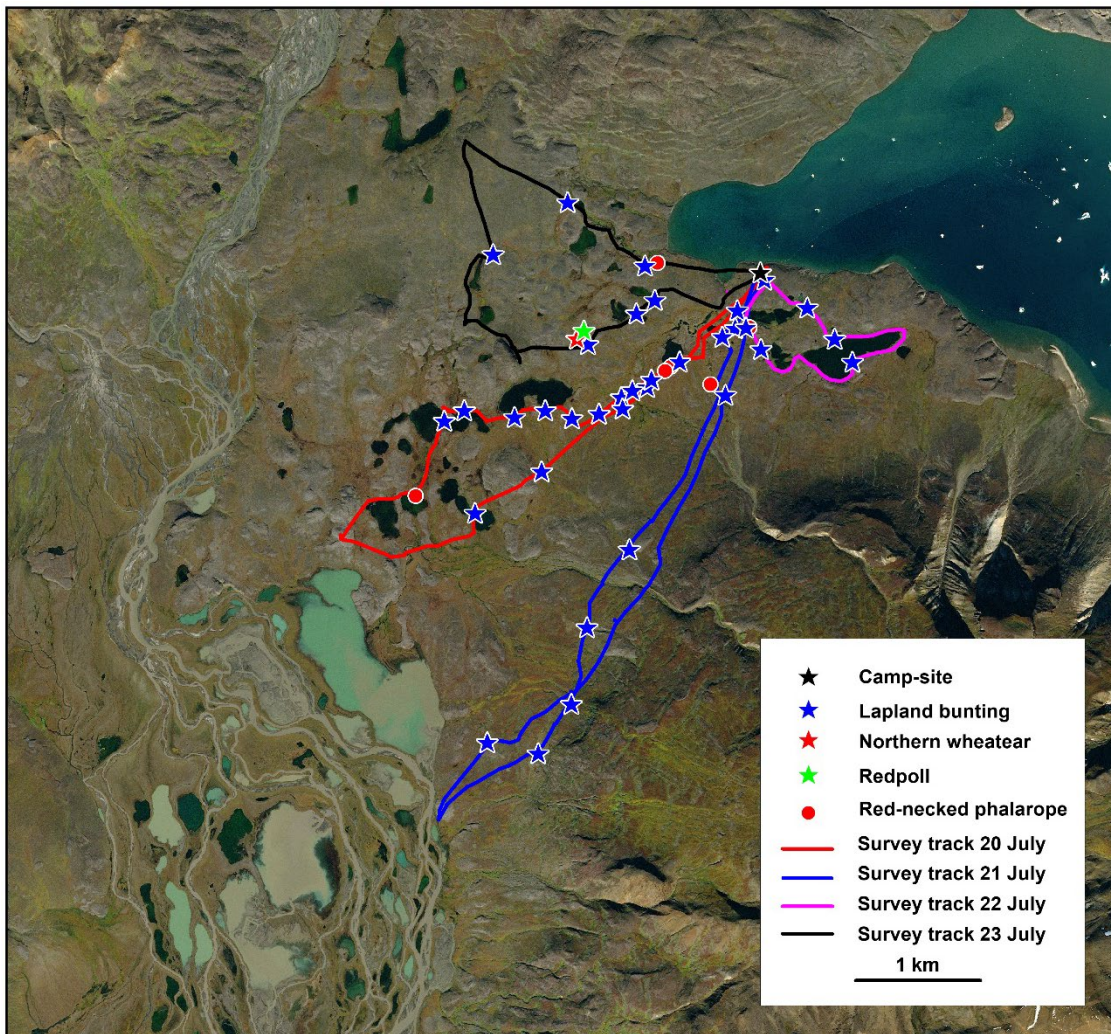 Camp-site
Lapland bunting
Northern wheatear
Redpoll
Red-necked phalarope
Survey track 20 July
Survey track 21 July
Survey track 22 July
Survey track 23 July
1 km